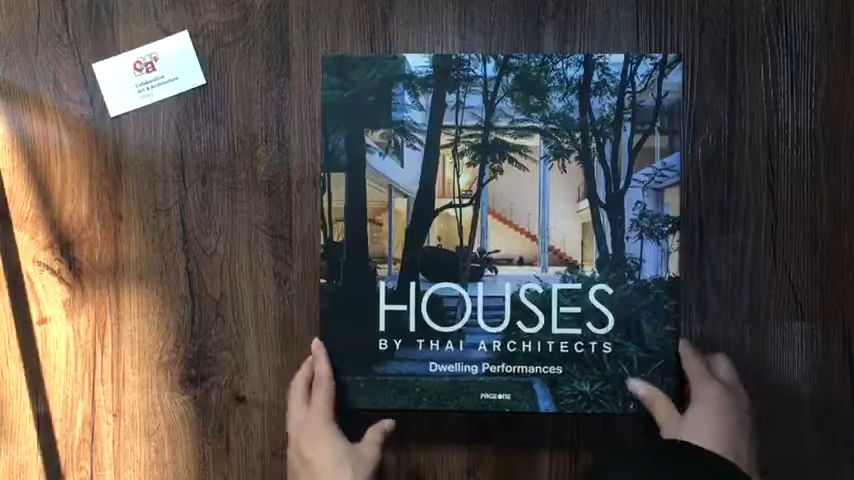 Collaborative
Art & Architecture
HOUSES
BY THAI ARCHITECTS
Dwelling Performances
PAGEONE